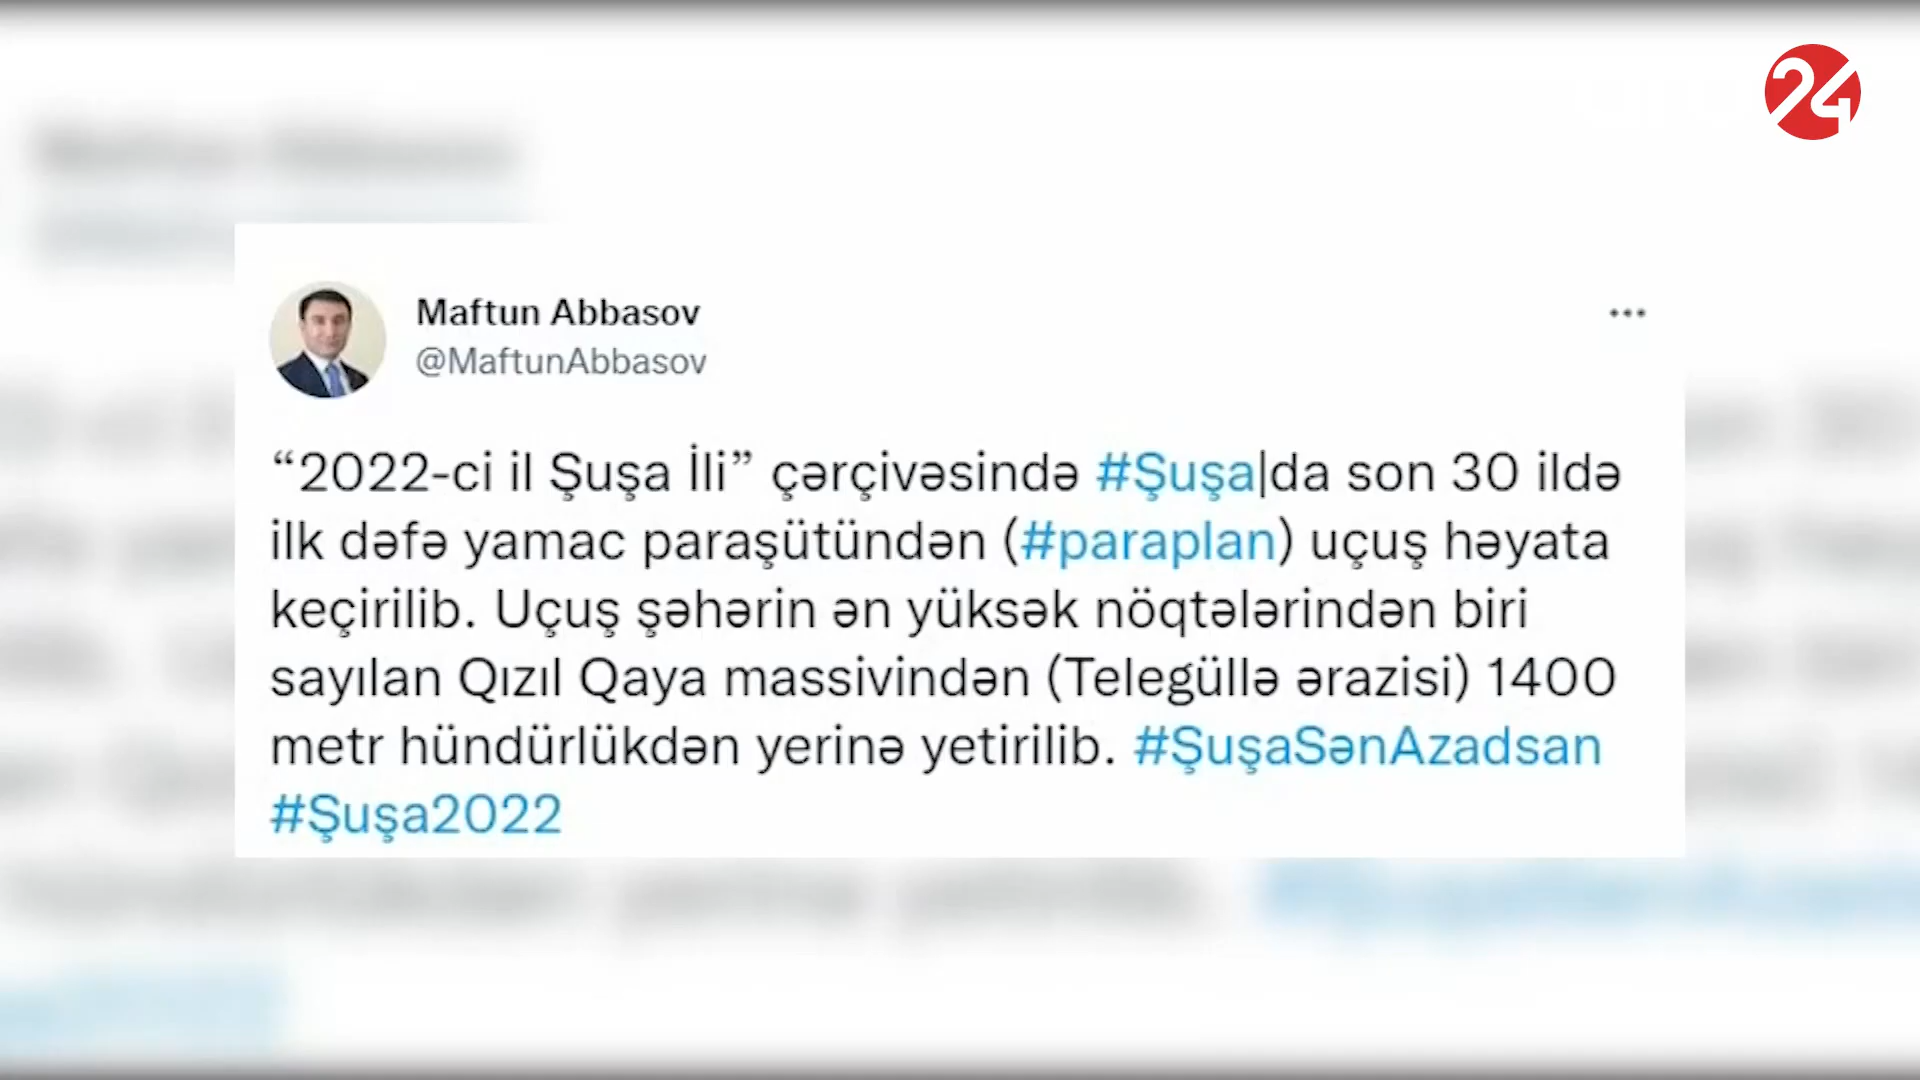 24
Maftun Abbasov
@MaftunAbbasov
“2022-ci il Şuşa İli” çərçivəsində #Şuşa|da son 30 ildə
ilk dəfə yamac paraşütündən (#paraplan) uçuş həyata
keçirilib. Uçuş şəhərin ən yüksək nöqtələrindən biri
sayılan Qızıl Qaya massivindən (Telegüllə ərazisi) 1400
metr hündürlükdən yerinə yetirilib. #ŞuşaSənAzadsan
#Şuşa2022